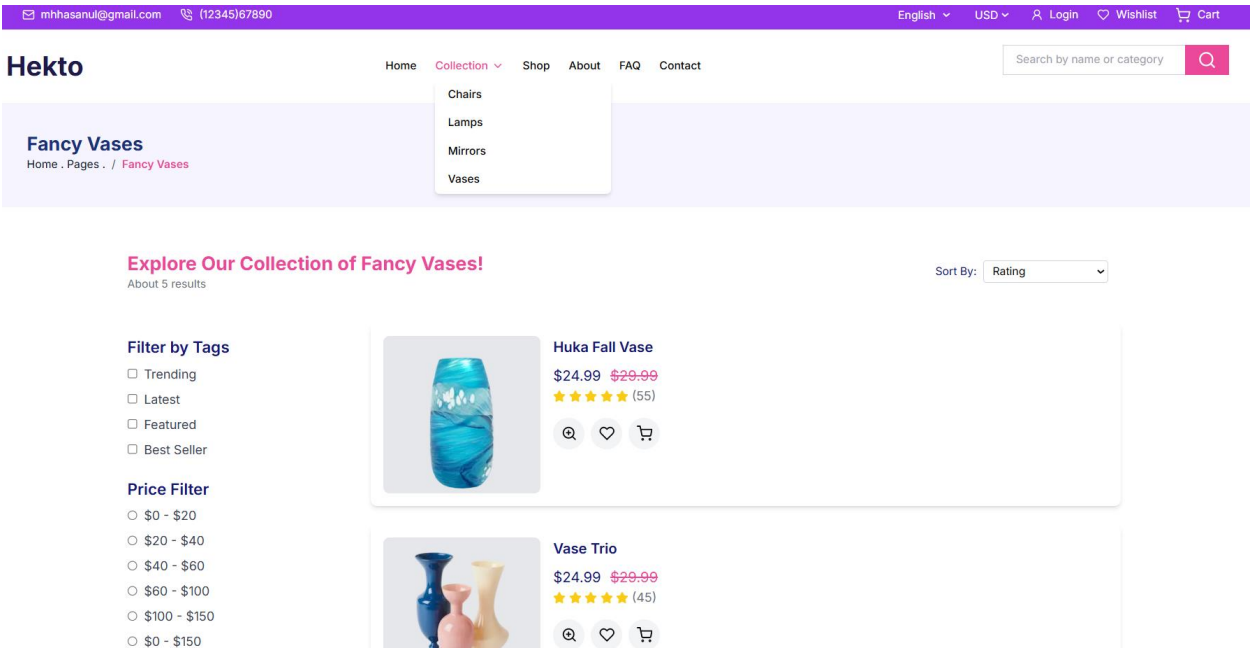 mhhasanul@gmail.com (12345)67890 English USD Login Wishlist Cart
Hekto Home Collection Shop About FAQ Contact Search by name or category
Chairs
Lamps
Mirrors
Vases
Fancy Vases
Home . Pages . / Fancy Vases
Explore Our Collection of Fancy Vases!
About 5 results
Sort By: Rating
Filter by Tags
Trending
Latest
Featured
Best Seller
Price Filter
$0 - $20
$20 - $40
$40 - $60
$60 - $100
$100 - $150
$0 - $150
Huka Fall Vase
$24.99 $29.99
(55)
Vase Trio
$24.99 $29.99
(45)